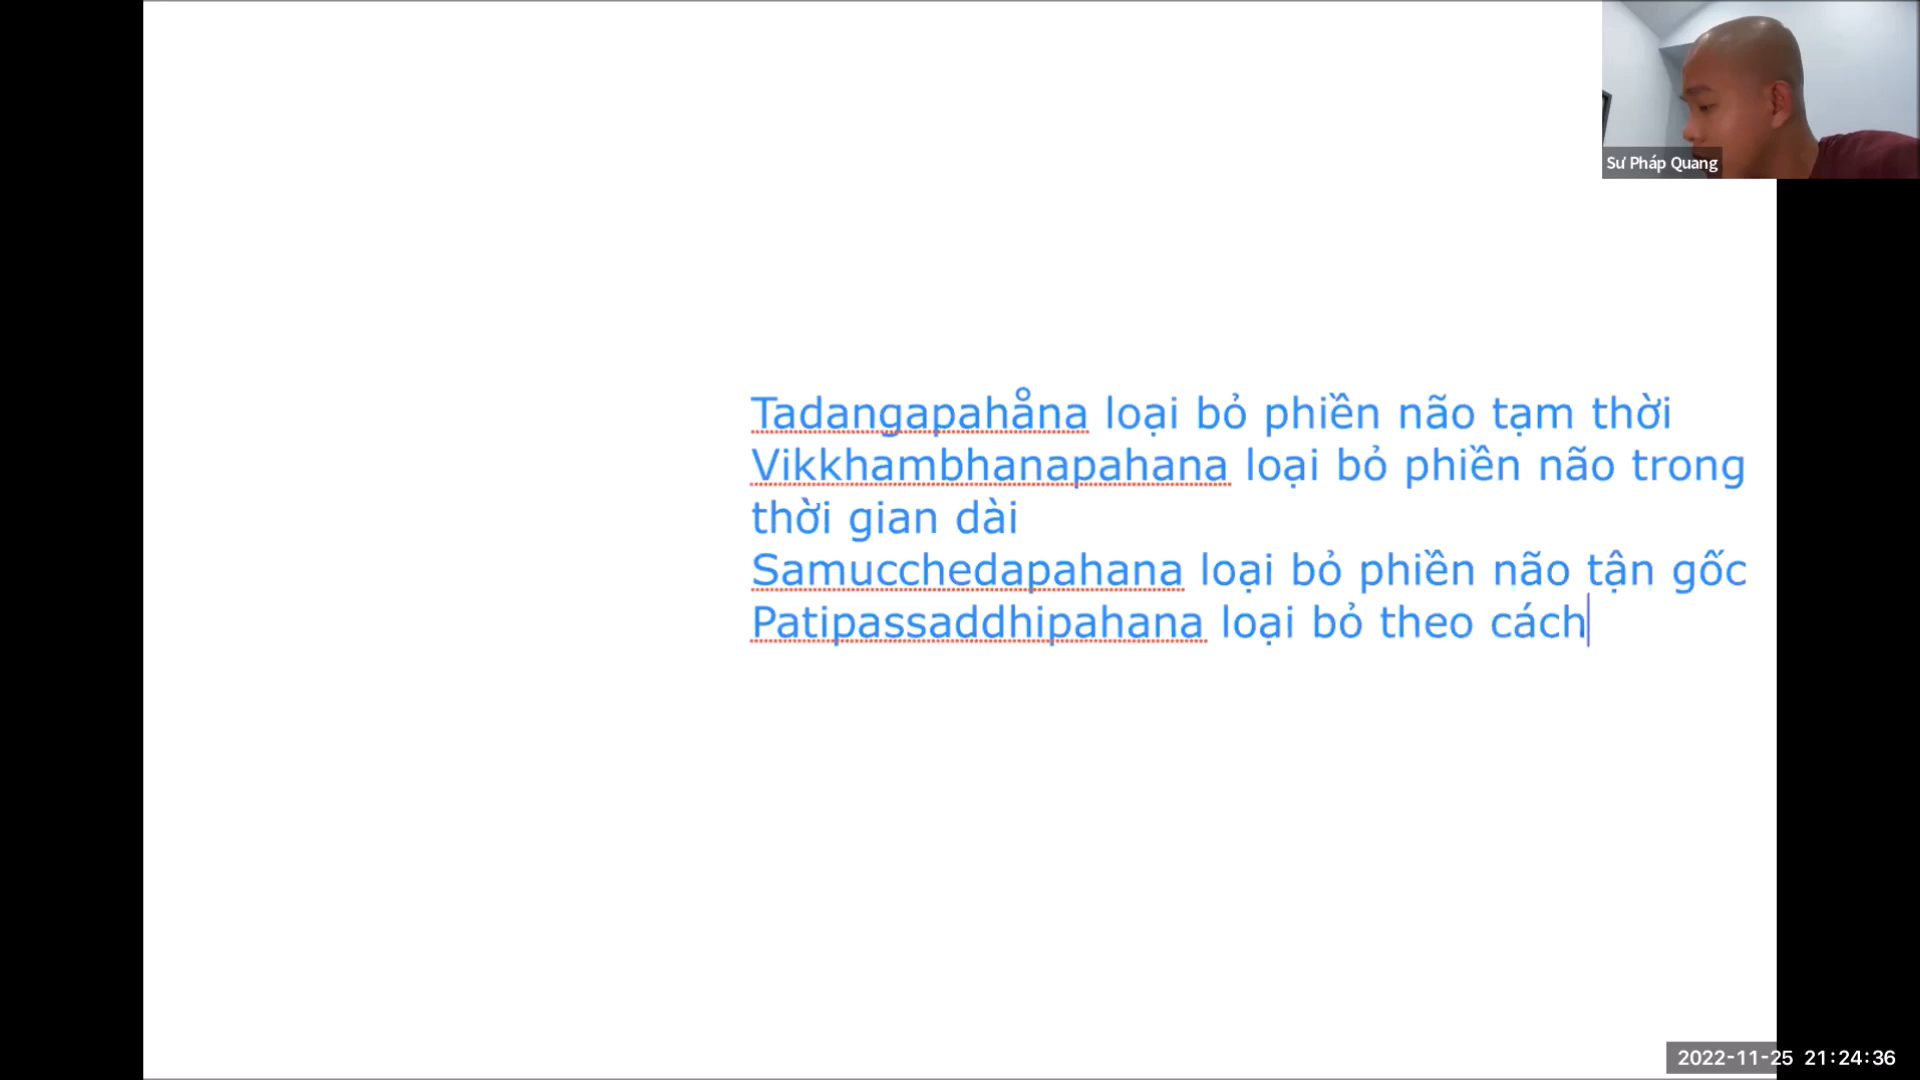 Sư Pháp Quang
Tadangapahån̊a loại bỏ phiền não tạm thời
Vikkhambhanapahana loại bỏ phiền não trong
thời gian dài
Samucchedapahana loại bỏ phiền não tận gốc
Patipassaddhipahana loại bỏ theo cách
2022-11-25 21:24:36